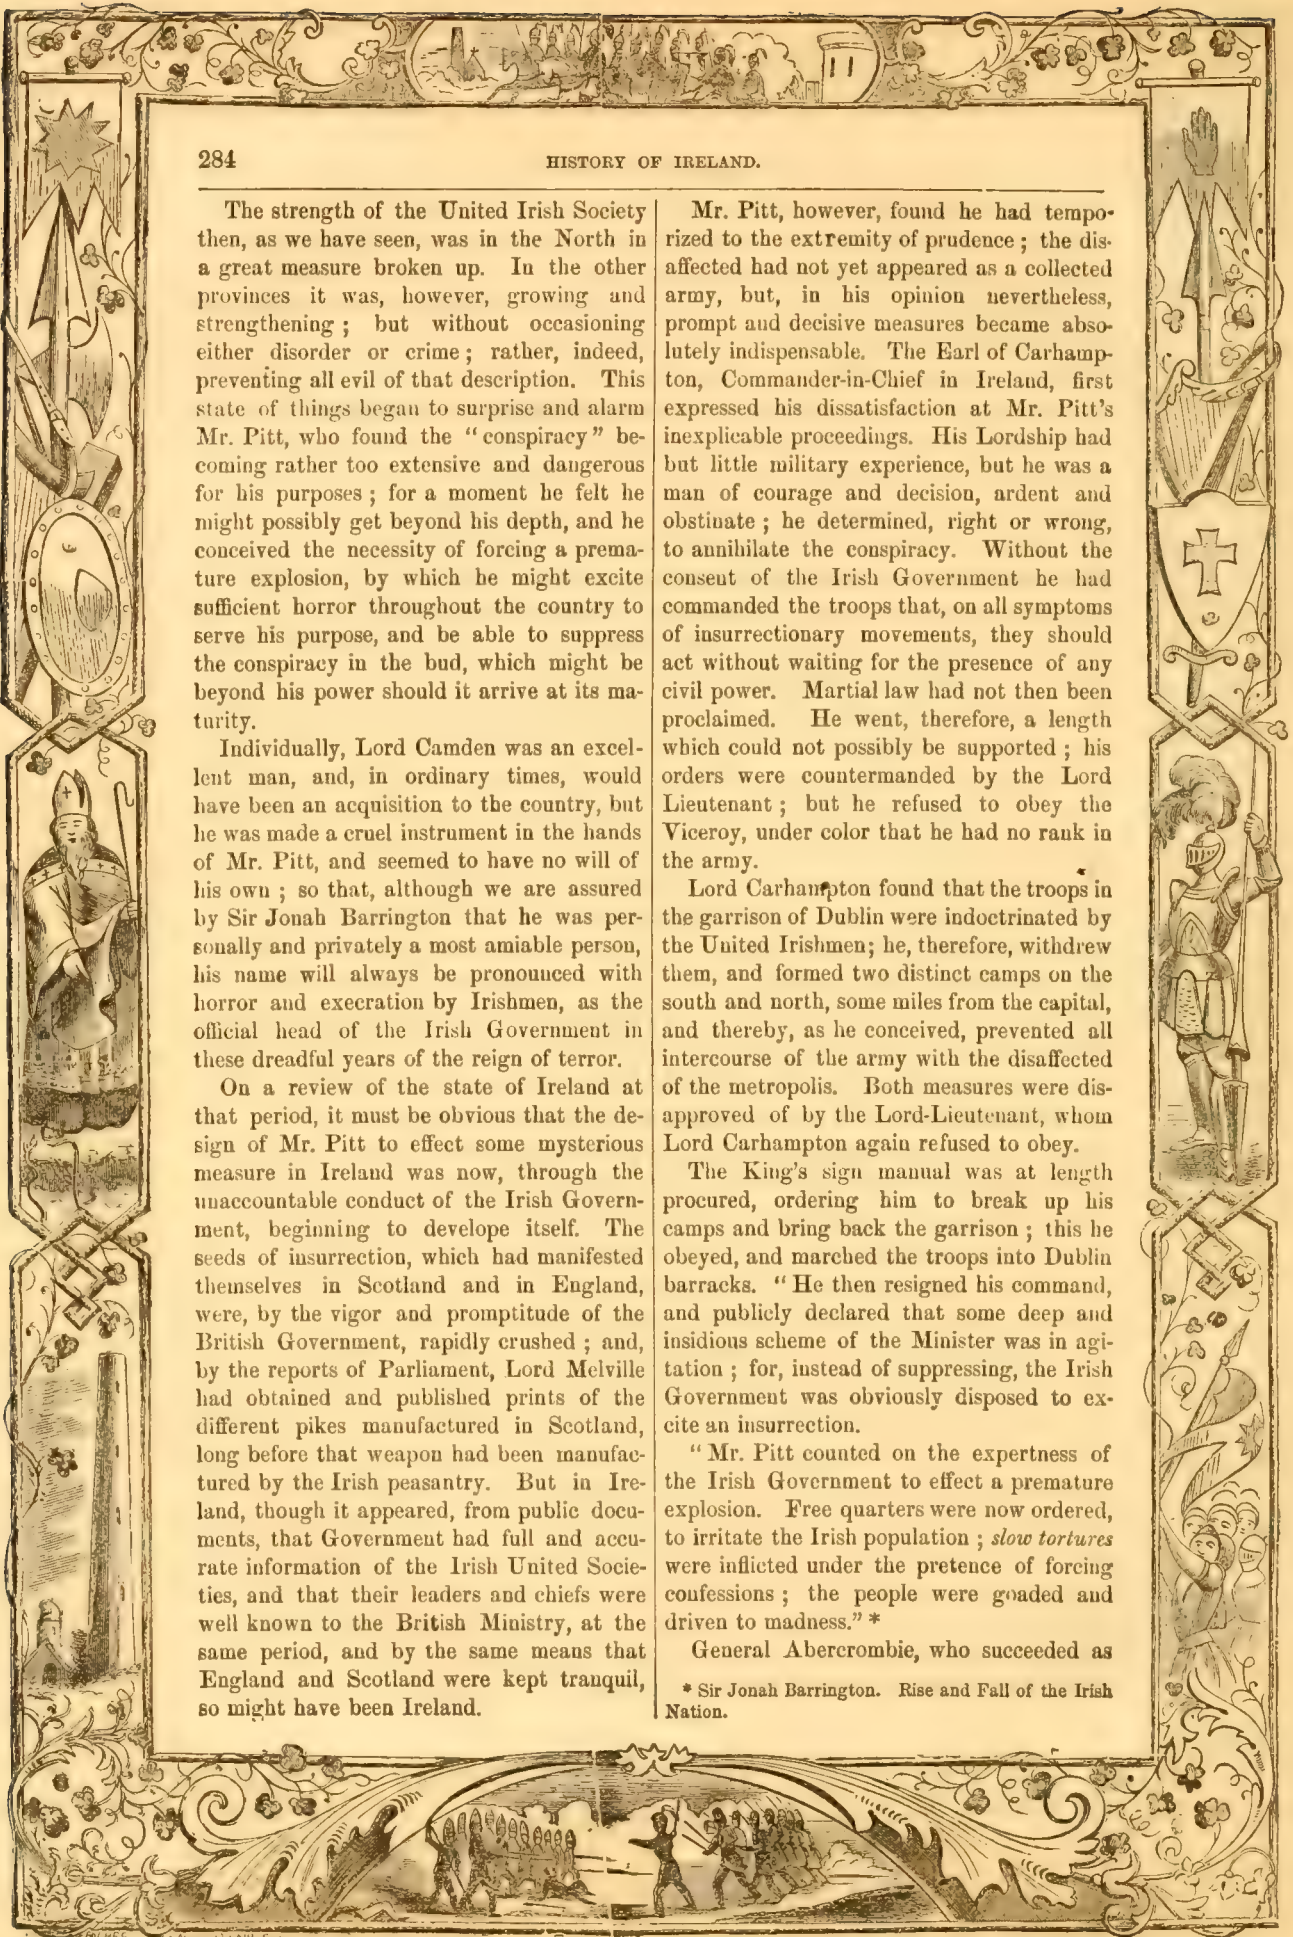 284
HISTORY OF IRELAND.
The strength of the United Irish Society
then, as we have seen, was in the North in
a great measure broken up. In the other
provinces it was, however, growing and
strengthening ; but without occasioning
either disorder or crime ; rather, indeed,
preventing all evil of that description. This
state of things began to surprise and alarm
Mr. Pitt, who found the “conspiracy” be-
coming rather too extensive and dangerous
for his purposes ; for a moment he felt he
might possibly get beyond his depth, and he
conceived the necessity of forcing a prema-
ture explosion, by which he might excite
sufficient horror throughout the country to
serve his purpose, and be able to suppress
the conspiracy in the bud, which might be
beyond his power should it arrive at its ma-
turity.
Individually, Lord Camden was an excel-
lent man, and, in ordinary times, would
have been an acquisition to the country, but
he was made a cruel instrument in the hands
of Mr. Pitt, and seemed to have no will of
his own ; so that, although we are assured
by Sir Jonah Barrington that he was per-
sonally and privately a most amiable person,
his name will always be pronounced with
horror and execration by Irishmen, as the
official head of the Irish Government in
these dreadful years of the reign of terror.
On a review of the state of Ireland at
that period, it must be obvious that the de-
sign of Mr. Pitt to effect some mysterious
measure in Ireland was now, through the
unaccountable conduct of the Irish Govern-
ment, beginning to develope itself. The
seeds of insurrection, which had manifested
themselves in Scotland and in England,
were, by the vigor and promptitude of the
British Government, rapidly crushed ; and,
by the reports of Parliament, Lord Melville
had obtained and published prints of the
different pikes manufactured in Scotland,
long before that weapon had been manufac-
tured by the Irish peasantry. But in Ire-
land, though it appeared, from public docu-
ments, that Government had full and accu-
rate information of the Irish United Socie-
ties, and that their leaders and chiefs were
well known to the British Ministry, at the
same period, and by the same means that
England and Scotland were kept tranquil,
so might have been Ireland.
Mr. Pitt, however, found he had tempo-
rized to the extremity of prudence ; the dis-
affected had not yet appeared as a collected
army, but, in his opinion nevertheless,
prompt and decisive measures became abso-
lutely indispensable. The Earl of Carhamp-
ton, Commander-in-Chief in Ireland, first
expressed his dissatisfaction at Mr. Pitt’s
inexplicable proceedings. His Lordship had
but little military experience, but he was a
man of courage and decision, ardent and
obstinate ; he determined, right or wrong,
to annihilate the conspiracy. Without the
consent of the Irish Government he had
commanded the troops that, on all symptoms
of insurrectionary movements, they should
act without waiting for the presence of any
civil power. Martial law had not then been
proclaimed. He went, therefore, a length
which could not possibly be supported ; his
orders were countermanded by the Lord
Lieutenant ; but he refused to obey the
Viceroy, under color that he had no rank in
the army.
Lord Carhampton found that the troops in
the garrison of Dublin were indoctrinated by
the United Irishmen; he, therefore, withdrew
them, and formed two distinct camps on the
south and north, some miles from the capital,
and thereby, as he conceived, prevented all
intercourse of the army with the disaffected
of the metropolis. Both measures were dis-
approved of by the Lord-Lieutenant, whom
Lord Carhampton again refused to obey.
The King’s sign manual was at length
procured, ordering him to break up his
camps and bring back the garrison ; this he
obeyed, and marched the troops into Dublin
barracks. “He then resigned his command,
and publicly declared that some deep and
insidious scheme of the Minister was in agi-
tation ; for, instead of suppressing, the Irish
Government was obviously disposed to ex-
cite an insurrection.
“Mr. Pitt counted on the expertness of
the Irish Government to effect a premature
explosion. Free quarters were now ordered,
to irritate the Irish population ; slow tortures
were inflicted under the pretence of forcing
confessions ; the people were goaded and
driven to madness.” *
General Abercrombie, who succeeded as
* Sir Jonah Barrington. Rise and Fall of the Irish
Nation.